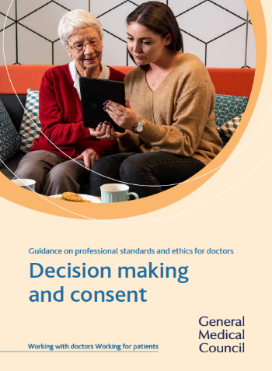 Guidance on professional standards and ethics for doctors
Decision making
and consent
Working with doctors Working for patients
General
Medical
Council